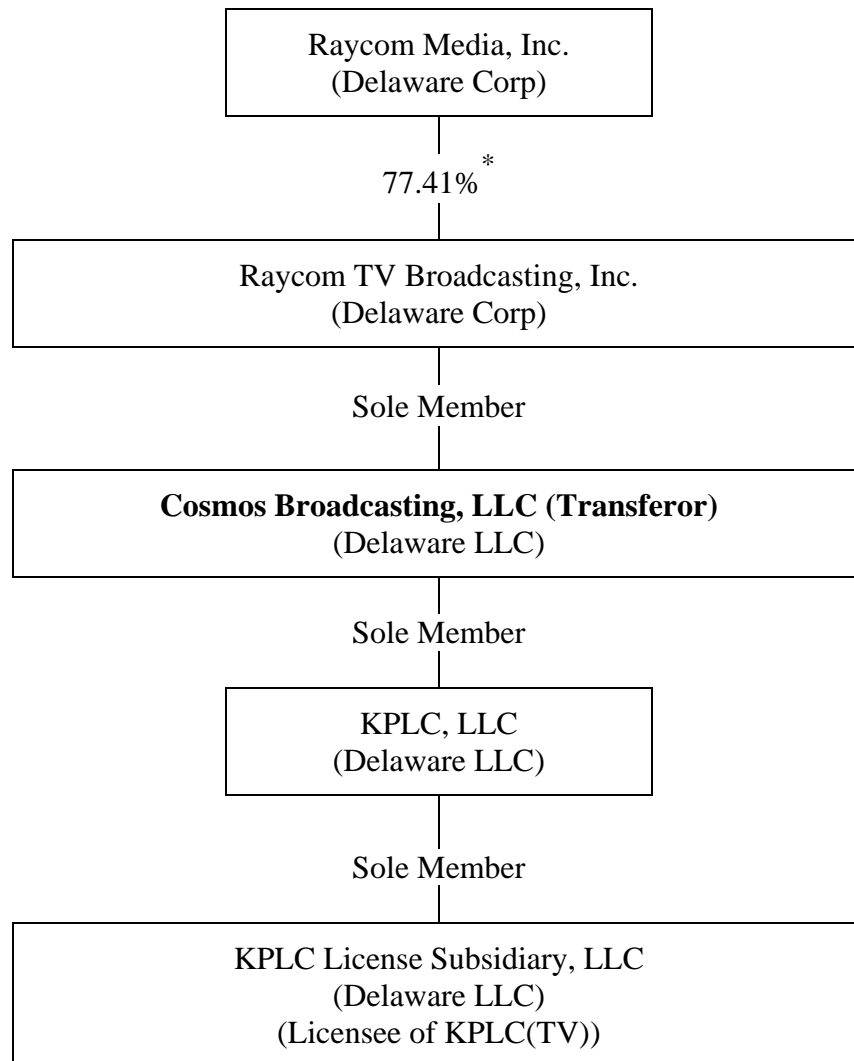 Raycom Media, Inc.
(Delaware Corp)
77.41%*
Raycom TV Broadcasting, Inc.
(Delaware Corp)
Sole Member
Cosmos Broadcasting, LLC (Transferor)
(Delaware LLC)
Sole Member
KPLC, LLC
(Delaware LLC)
Sole Member
KPLC License Subsidiary, LLC
(Delaware LLC)
(Licensee of KPLC(TV))